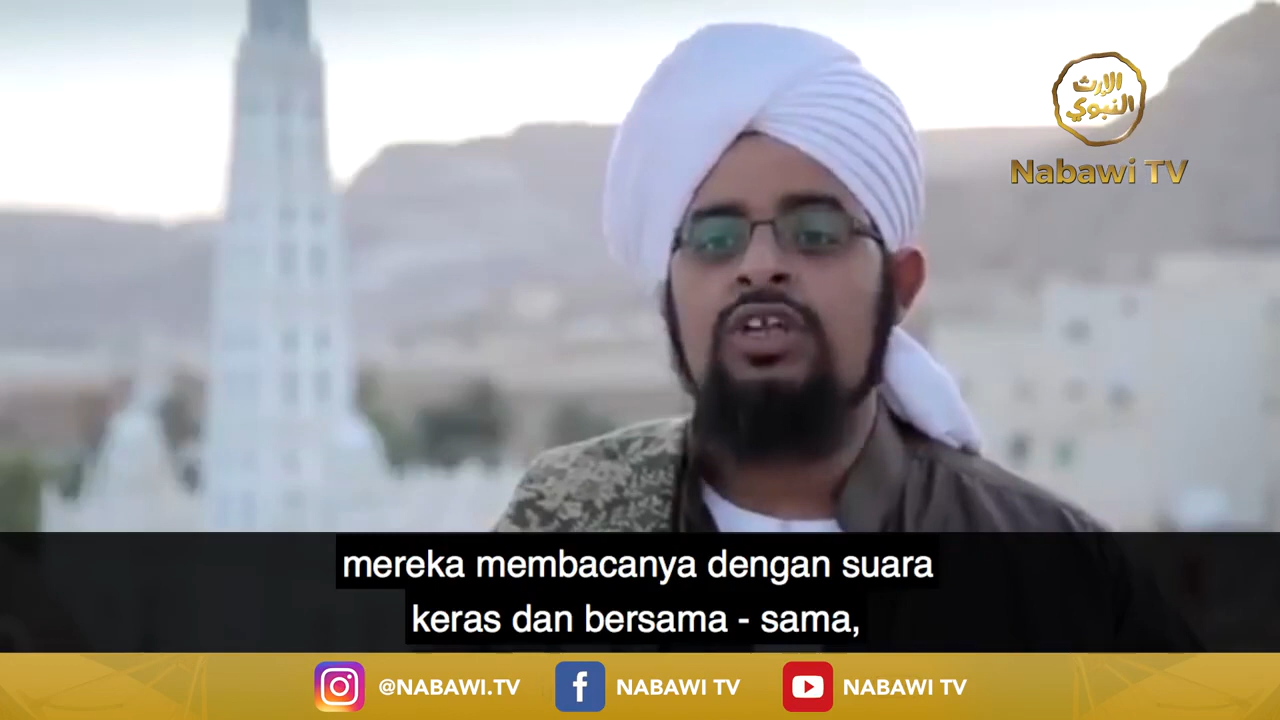 الإرث
النبوي
Nabawi TV
mereka membacanya dengan suara
keras dan bersama - sama,
@NABAWI.TV
NABAWI TV
NABAWI TV